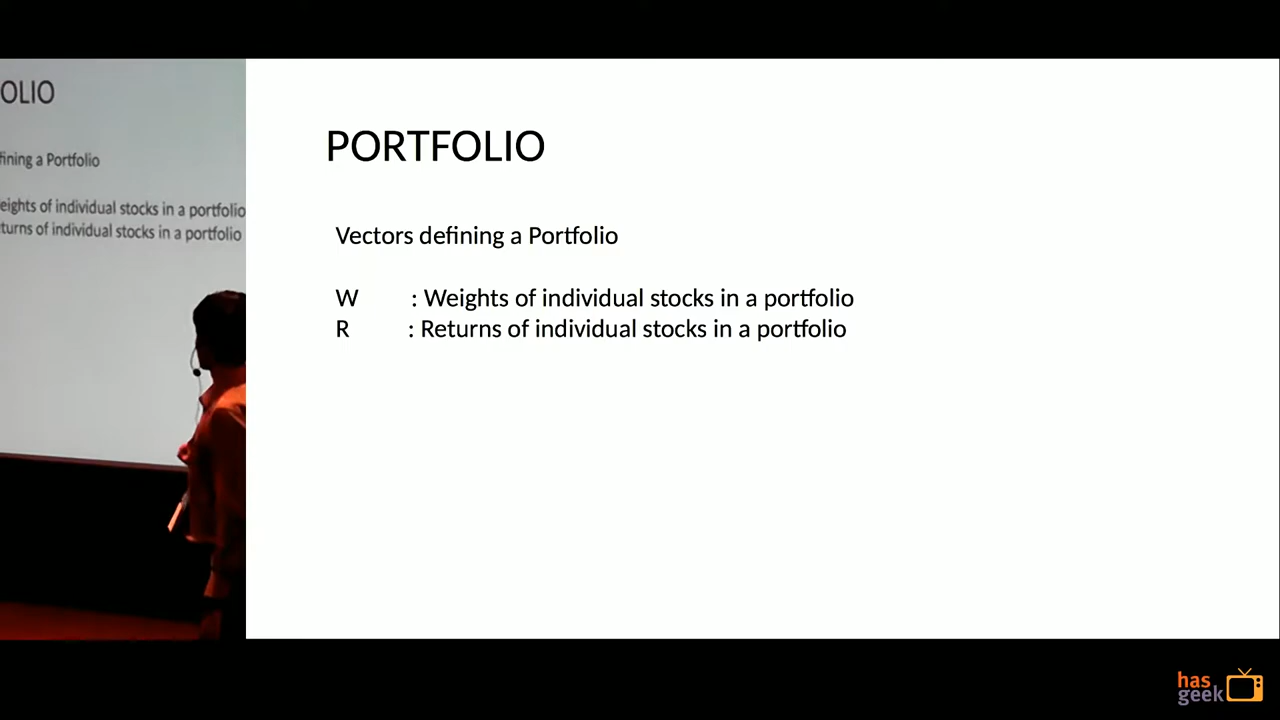 OLIO
fining a Portfolio
eights of individual stocks in a portfolio
turns of individual stocks in a portfolio
PORTFOLIO
Vectors defining a Portfolio
W : Weights of individual stocks in a portfolio
R : Returns of individual stocks in a portfolio
has
geek